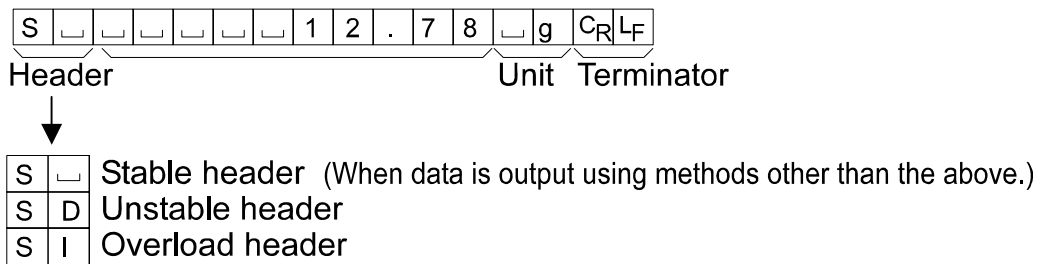 S ␣ ␣ ␣ ␣ ␣ ␣ 1 2 . 7 8 ␣ g CR LF
Header Unit Terminator
S ␣ Stable header (When data is output using methods other than the above.)
S D Unstable header
S I Overload header